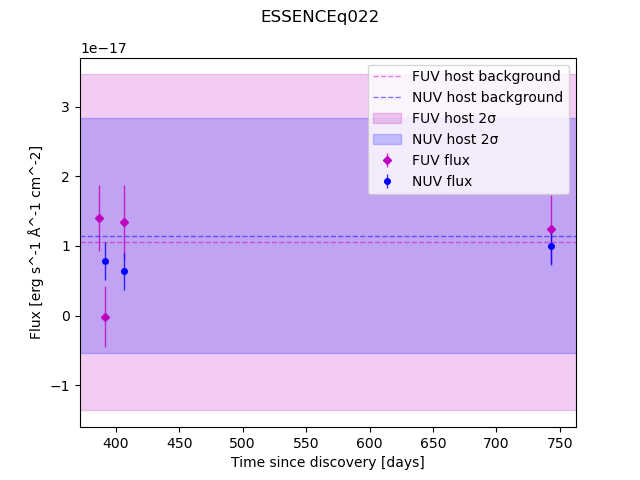 ESSENCEq022
1e−17
FUV host background
NUV host background
FUV host 2σ
NUV host 2σ
FUV flux
NUV flux
Flux [erg s^-1 Å^-1 cm^-2]
3
2
1
0
−1
400 450 500 550 600 650 700 750
Time since discovery [days]